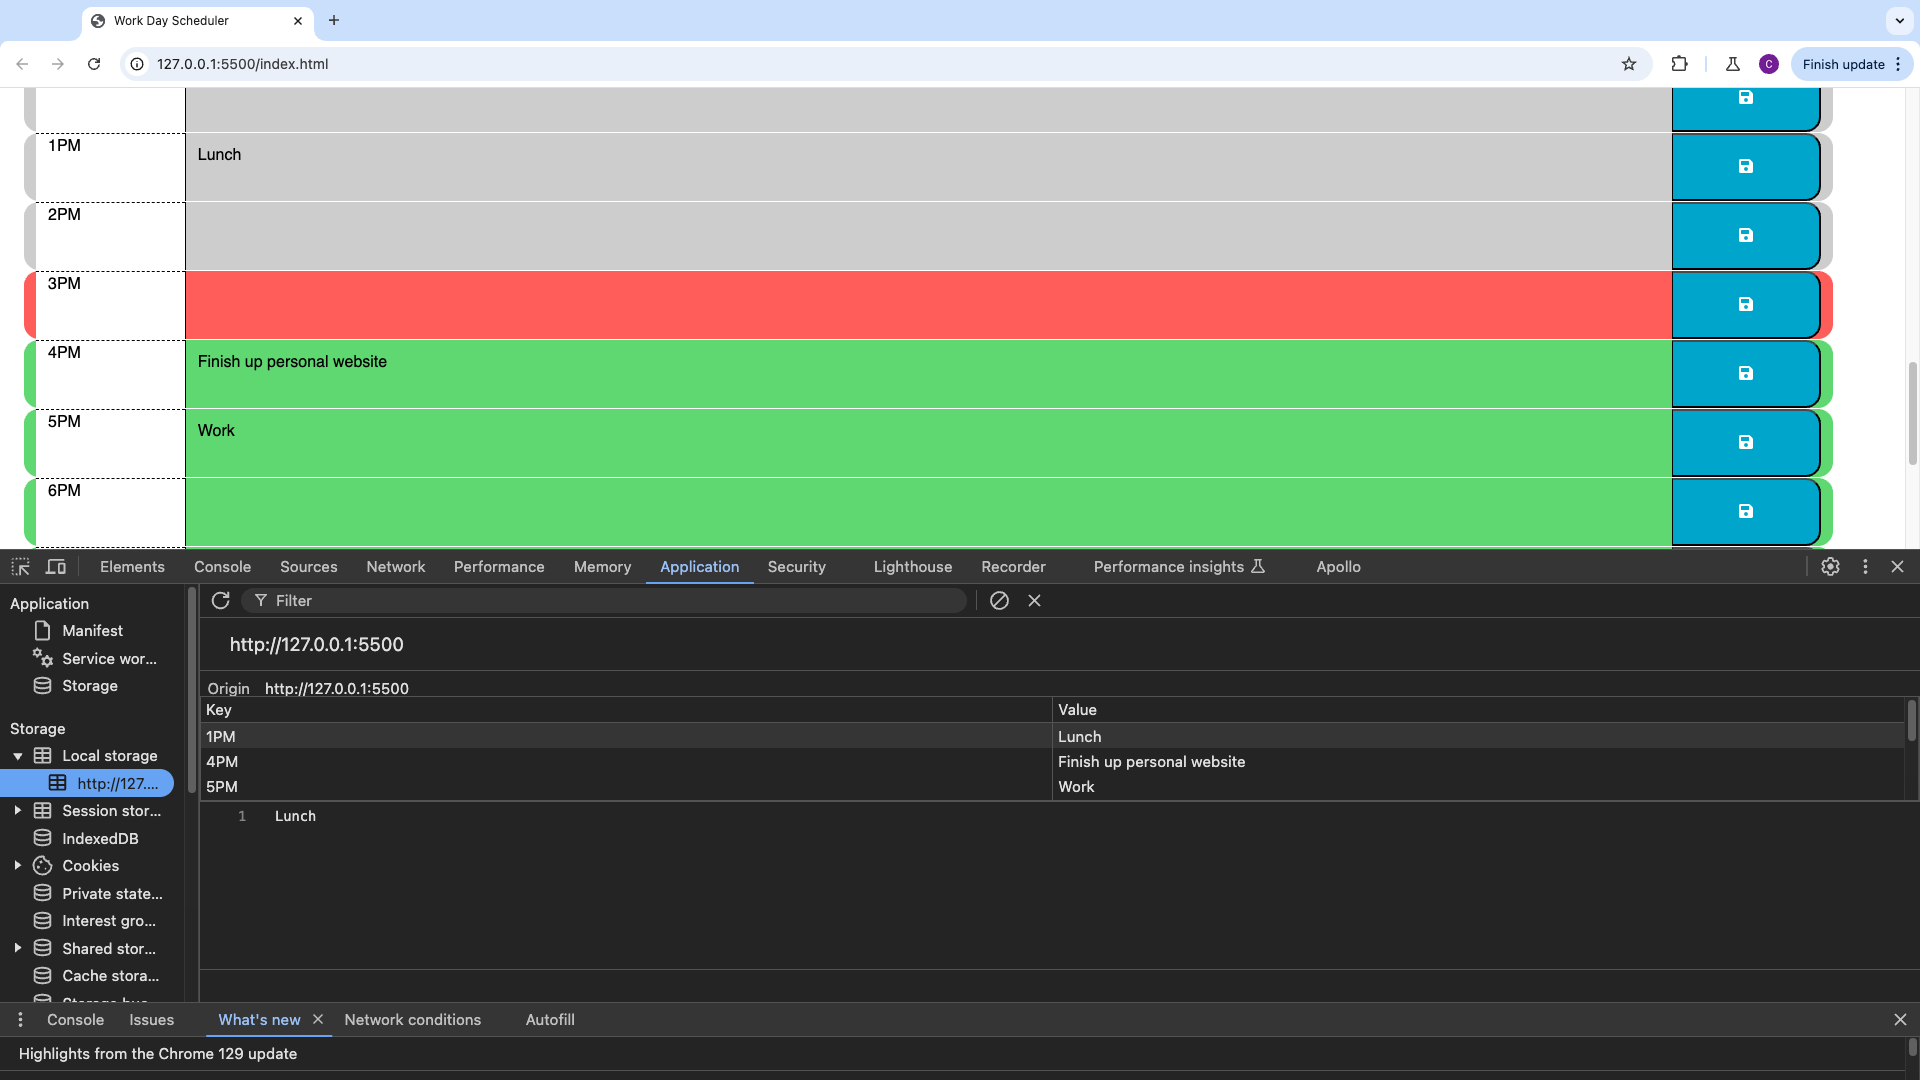 Work Day Scheduler
127.0.0.1:5500/index.html
C
Finish update
1PM
Lunch
2PM
3PM
4PM
Finish up personal website
5PM
Work
6PM
Elements
Console
Sources
Network
Performance
Memory
Application
Security
Lighthouse
Recorder
Performance insights
Apollo
Application
Manifest
Service wor...
Storage
Storage
Local storage
http://127....
Session stor...
IndexedDB
Cookies
Private state...
Interest gro...
Shared stor...
Cache stora...
Filter
http://127.0.0.1:5500
Origin http://127.0.0.1:5500
Key Value
1PM Lunch
4PM Finish up personal website
5PM Work
1 Lunch
Console
Issues
What's new
Network conditions
Autofill
Highlights from the Chrome 129 update